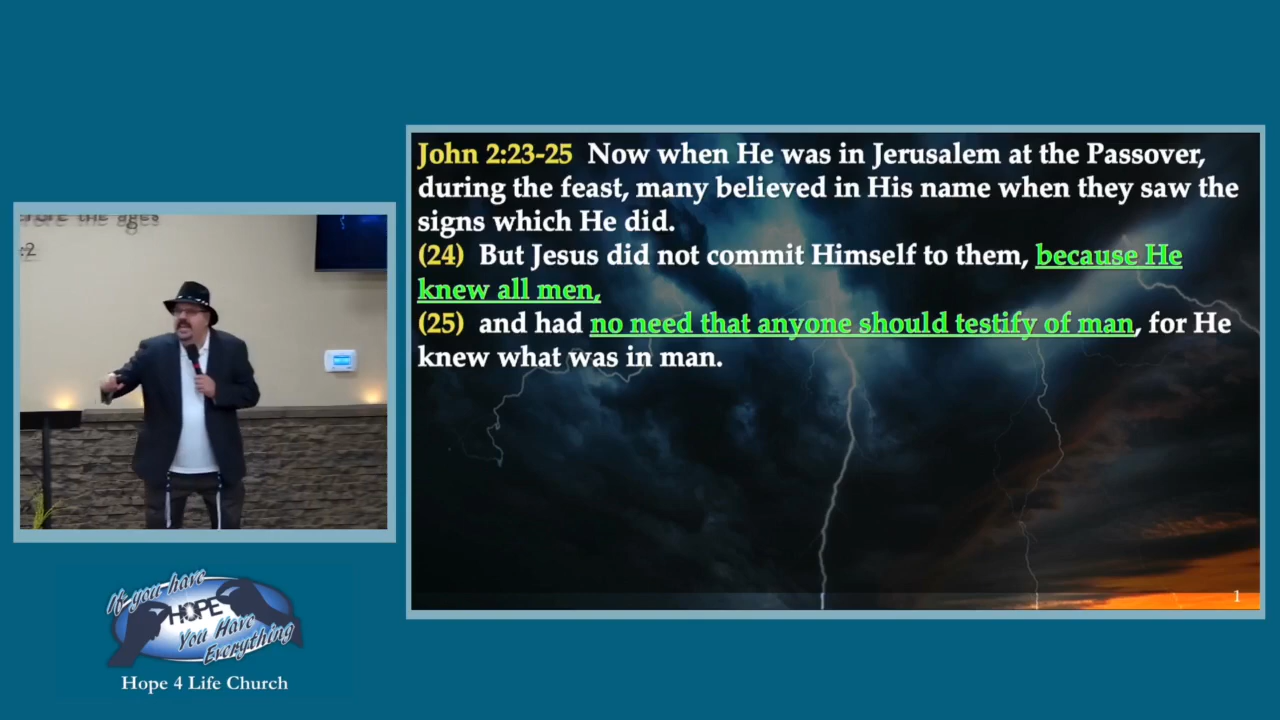 the ages
:2
John 2:23-25 Now when He was in Jerusalem at the Passover,
during the feast, many believed in His name when they saw the
signs which He did.
(24) But Jesus did not commit Himself to them, because He
knew all men,
(25) and had no need that anyone should testify of man, for He
knew what was in man.
1
If you have
HOPE
You Have
Everything
Hope 4 Life Church